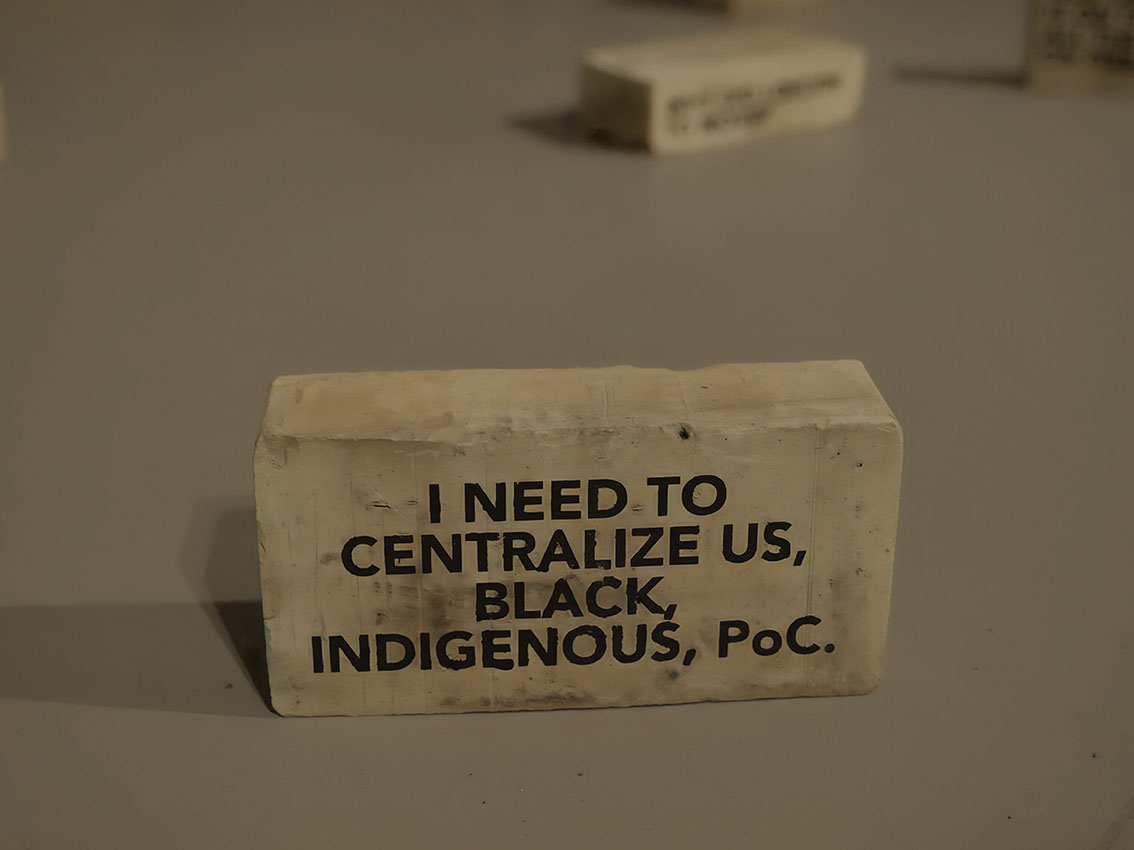 I NEED TO
CENTRALIZE US,
BLACK,
INDIGENOUS, PoC.